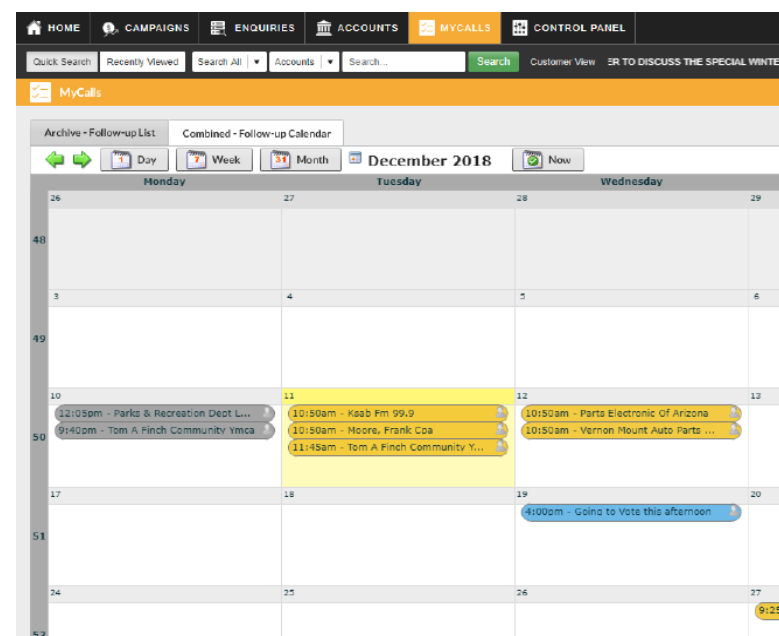 HOME CAMPAIGNS ENQUIRIES ACCOUNTS MYCALLS CONTROL PANEL
Quick Search Recently Viewed Search All Accounts Search... Search Customer View ER TO DISCUSS THE SPECIAL WINTE
MyCalls
Archive - Follow-up List Combined - Follow-up Calendar
1 Day 7 Week 31 Month December 2018 Now
Monday Tuesday Wednesday
26 27 28 29
48
3 4 5 6
49
10 11 12 13
12:05pm - Parks & Recreation Dept L... 10:50am - Ksab Fm 99.9 10:50am - Parts Electronic Of Arizona
9:40pm - Tom A Finch Community Ymca 10:50am - Moore, Frank Cpa 10:50am - Vernon Mount Auto Parts ...
50
11:45am - Tom A Finch Community Y...
17 18 19 20
4:00pm - Going to Vote this afternoon
51
24 25 26 27
9:25
52